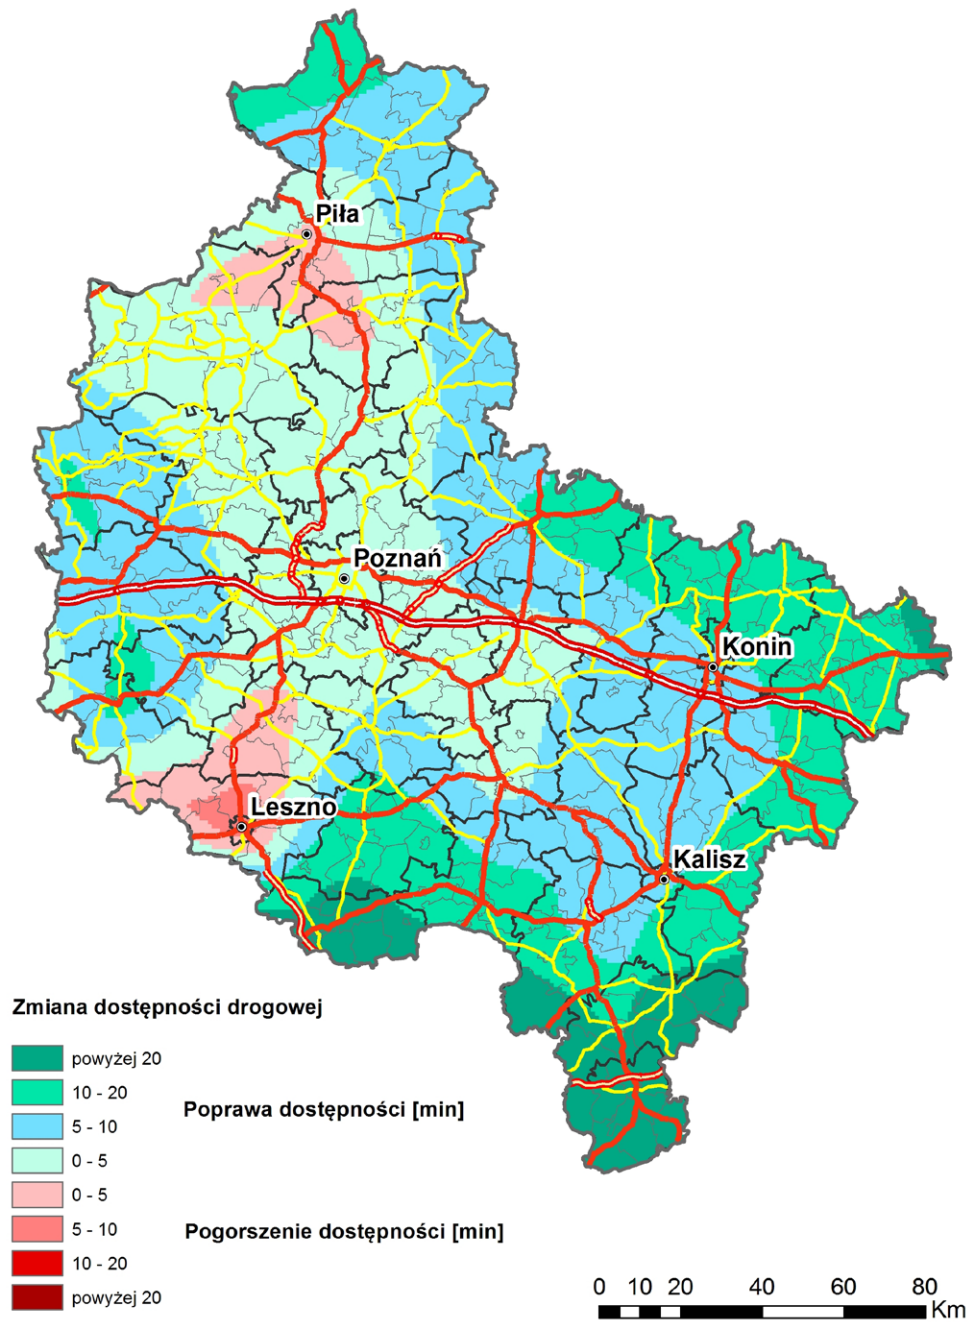 Piła
Poznań
Konin
Leszno
Kalisz
Zmiana dostępności drogowej
powyżej 20
10 - 20
Poprawa dostępności [min]
5 - 10
0 - 5
0 - 5
5 - 10
Pogorszenie dostępności [min]
10 - 20
powyżej 20
0 10 20 40 60 80
Km